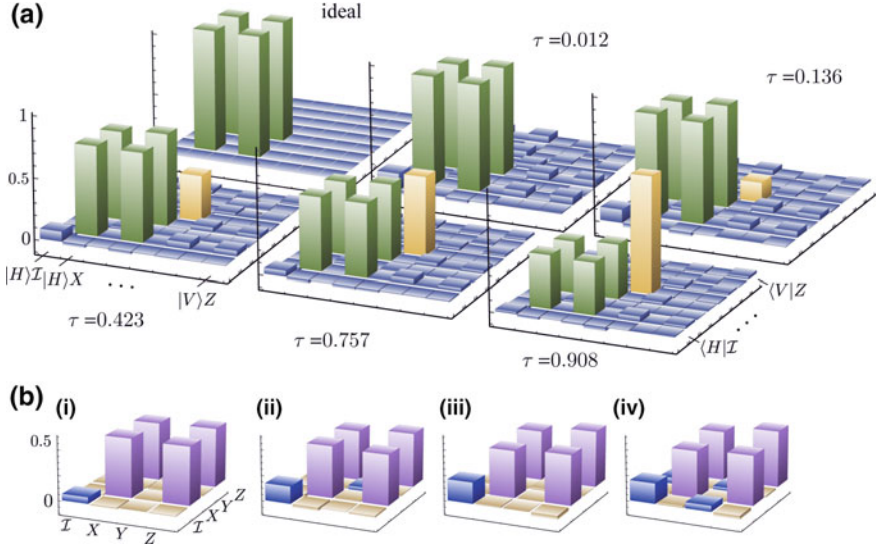 (a)
ideal
τ =0.012
τ =0.136
1
0.5
0
|H⟩ℐ |H⟩X ... |V⟩Z
τ =0.423
τ =0.757
τ =0.908
⟨V|Z
...
⟨H|ℐ
(b)
(i) (ii) (iii) (iv)
0.5
0
ℐ X Y Z
ℐ X Y Z